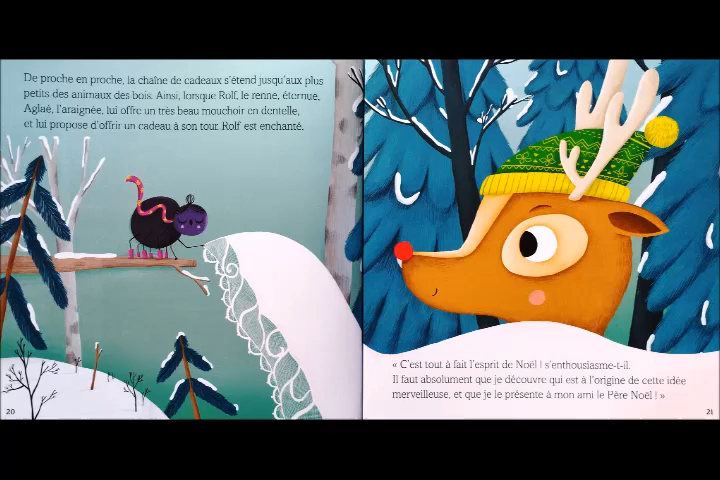 De proche en proche, la chaîne de cadeaux s'étend jusqu'aux plus
petits des animaux des bois. Ainsi, lorsque Rolf, le renne, éternue,
Aglaé, l'araignée, lui offre un très beau mouchoir en dentelle,
et lui propose d'offrir un cadeau à son tour. Rolf est enchanté.
20
« C'est tout à fait l'esprit de Noël ! s'enthousiasme-t-il.
Il faut absolument que je découvre qui est à l'origine de cette idée
merveilleuse, et que je le présente à mon ami le Père Noël ! »
21